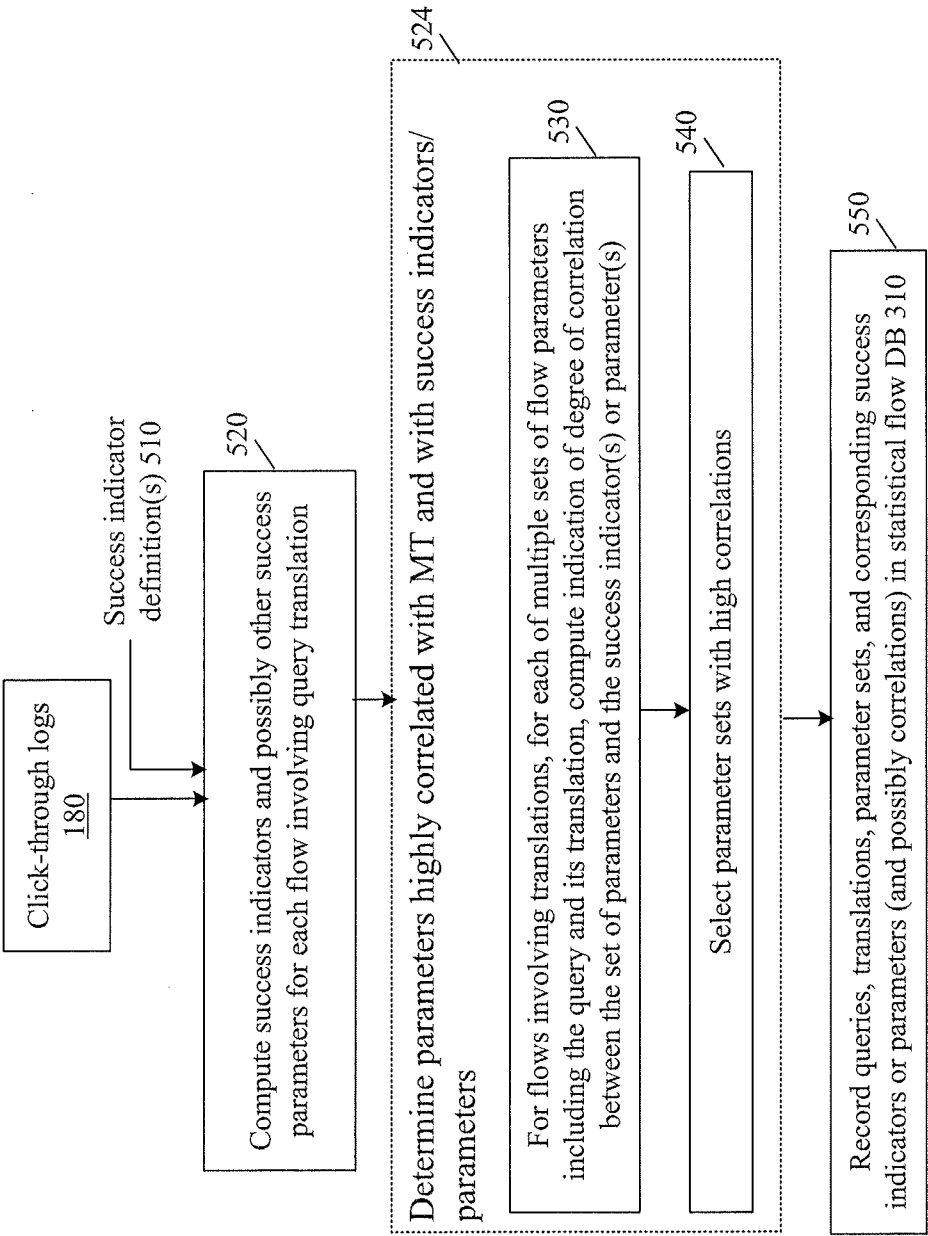 Click-through logs
180
Success indicator
definition(s) 510
520
Compute success indicators and possibly other success
parameters for each flow involving query translation
524
Determine parameters highly correlated with MT and with success indicators/
parameters
530
For flows involving translations, for each of multiple sets of flow parameters
including the query and its translation, compute indication of degree of correlation
between the set of parameters and the success indicator(s) or parameter(s)
540
Select parameter sets with high correlations
550
Record queries, translations, parameter sets, and corresponding success
indicators or parameters (and possibly correlations) in statistical flow DB 310